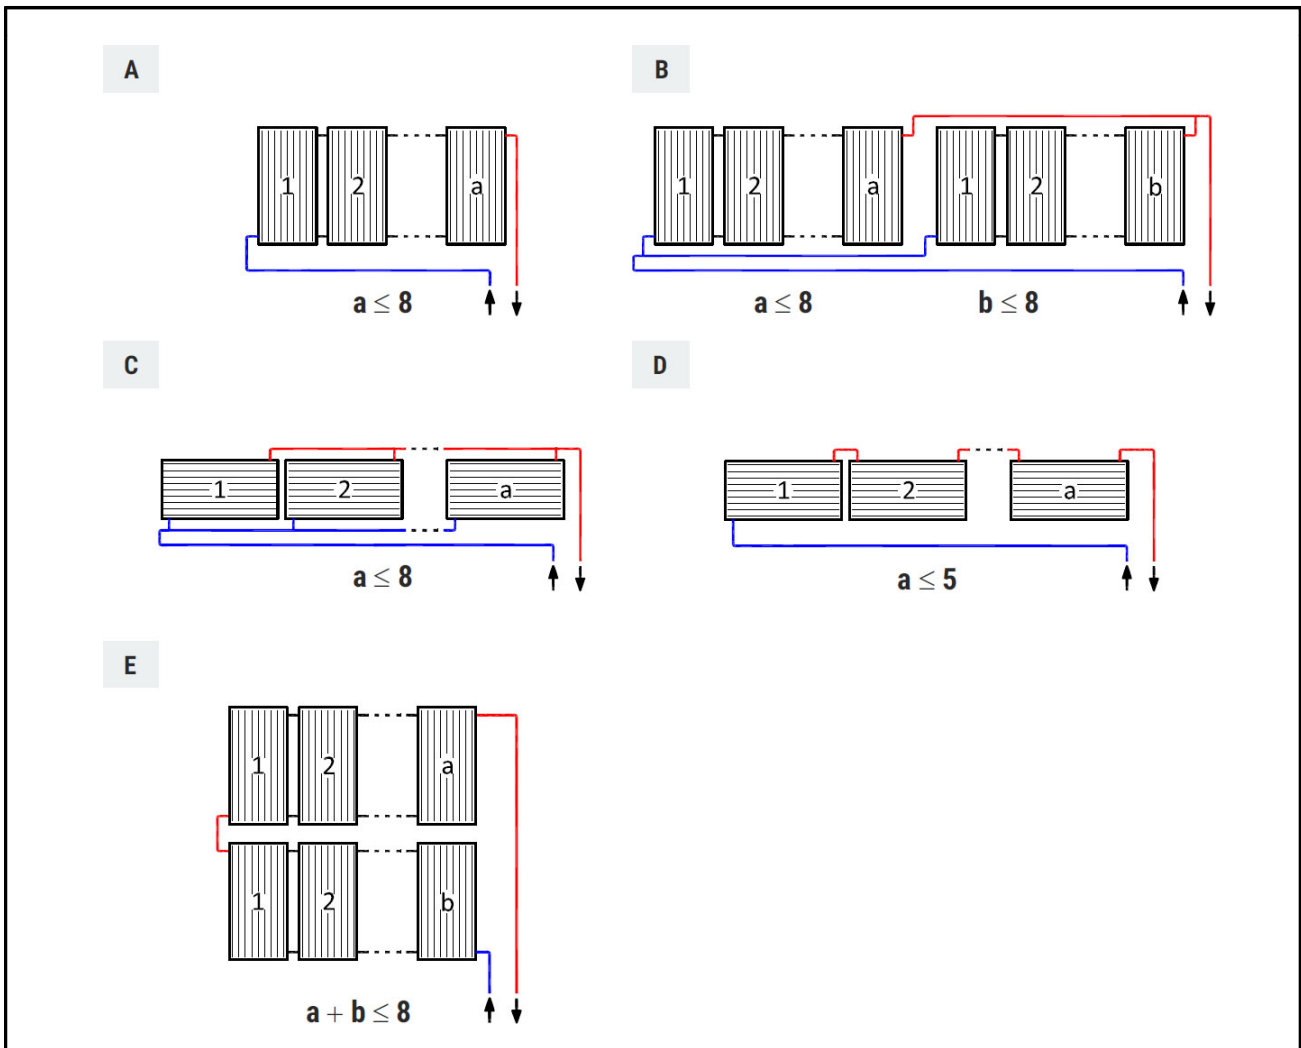 A
B
1 2 a
1 2 a 1 2 b
a ≤ 8
a ≤ 8 b ≤ 8
C
D
1 2 a
1 2 a
a ≤ 8
a ≤ 5
E
1 2 a
1 2 b
a + b ≤ 8